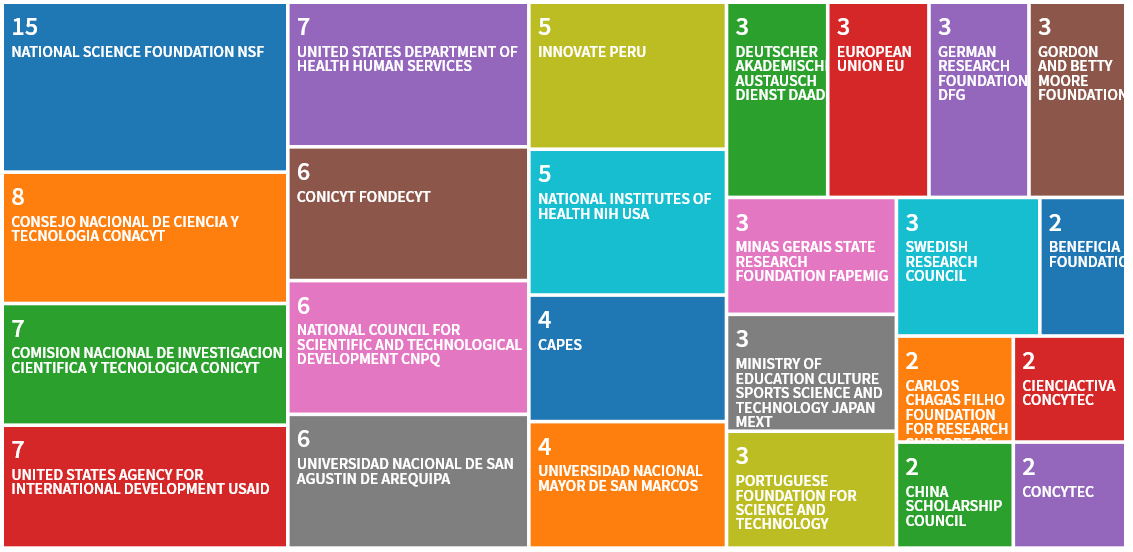 15
NATIONAL SCIENCE FOUNDATION NSF
8
CONSEJO NACIONAL DE CIENCIA Y
TECNOLOGIA CONACYT
7
COMISION NACIONAL DE INVESTIGACION
CIENTIFICA Y TECNOLOGICA CONICYT
7
UNITED STATES AGENCY FOR
INTERNATIONAL DEVELOPMENT USAID
7
UNITED STATES DEPARTMENT OF
HEALTH HUMAN SERVICES
6
CONICYT FONDECYT
6
NATIONAL COUNCIL FOR
SCIENTIFIC AND TECHNOLOGICAL
DEVELOPMENT CNPQ
6
UNIVERSIDAD NACIONAL DE SAN
AGUSTIN DE AREQUIPA
5
INNOVATE PERU
5
NATIONAL INSTITUTES OF
HEALTH NIH USA
4
CAPES
4
UNIVERSIDAD NACIONAL
MAYOR DE SAN MARCOS
3
DEUTSCHER
AKADEMISCH
AUSTAUSCH
DIENST DAAD
3
EUROPEAN
UNION EU
3
GERMAN
RESEARCH
FOUNDATION
DFG
3
GORDON
AND BETTY
MOORE
FOUNDATION
3
MINAS GERAIS STATE
RESEARCH
FOUNDATION FAPEMIG
3
MINISTRY OF
EDUCATION CULTURE
SPORTS SCIENCE AND
TECHNOLOGY JAPAN
MEXT
3
PORTUGUESE
FOUNDATION FOR
SCIENCE AND
TECHNOLOGY
3
SWEDISH
RESEARCH
COUNCIL
2
BENEFICIA
FOUNDATIO
2
CARLOS
CHAGAS FILHO
FOUNDATION
FOR RESEARCH
SUPPORT OF
2
CIENCIACTIVA
CONCYTEC
2
CHINA
SCHOLARSHIP
COUNCIL
2
CONCYTEC